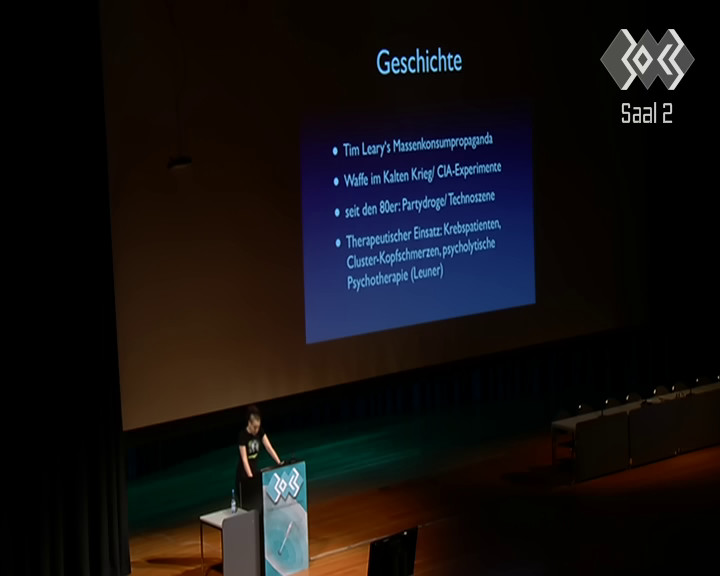 Geschichte
Saal 2
• Tim Leary's Massenkonsumpropaganda
• Waffe im Kalten Krieg/ CIA-Experimente
• seit den 80er: Partydroge/ Technoszene
• Therapeutischer Einsatz: Krebspatienten,
Cluster-Kopfschmerzen, psycholytische
Psychotherapie (Leuner)